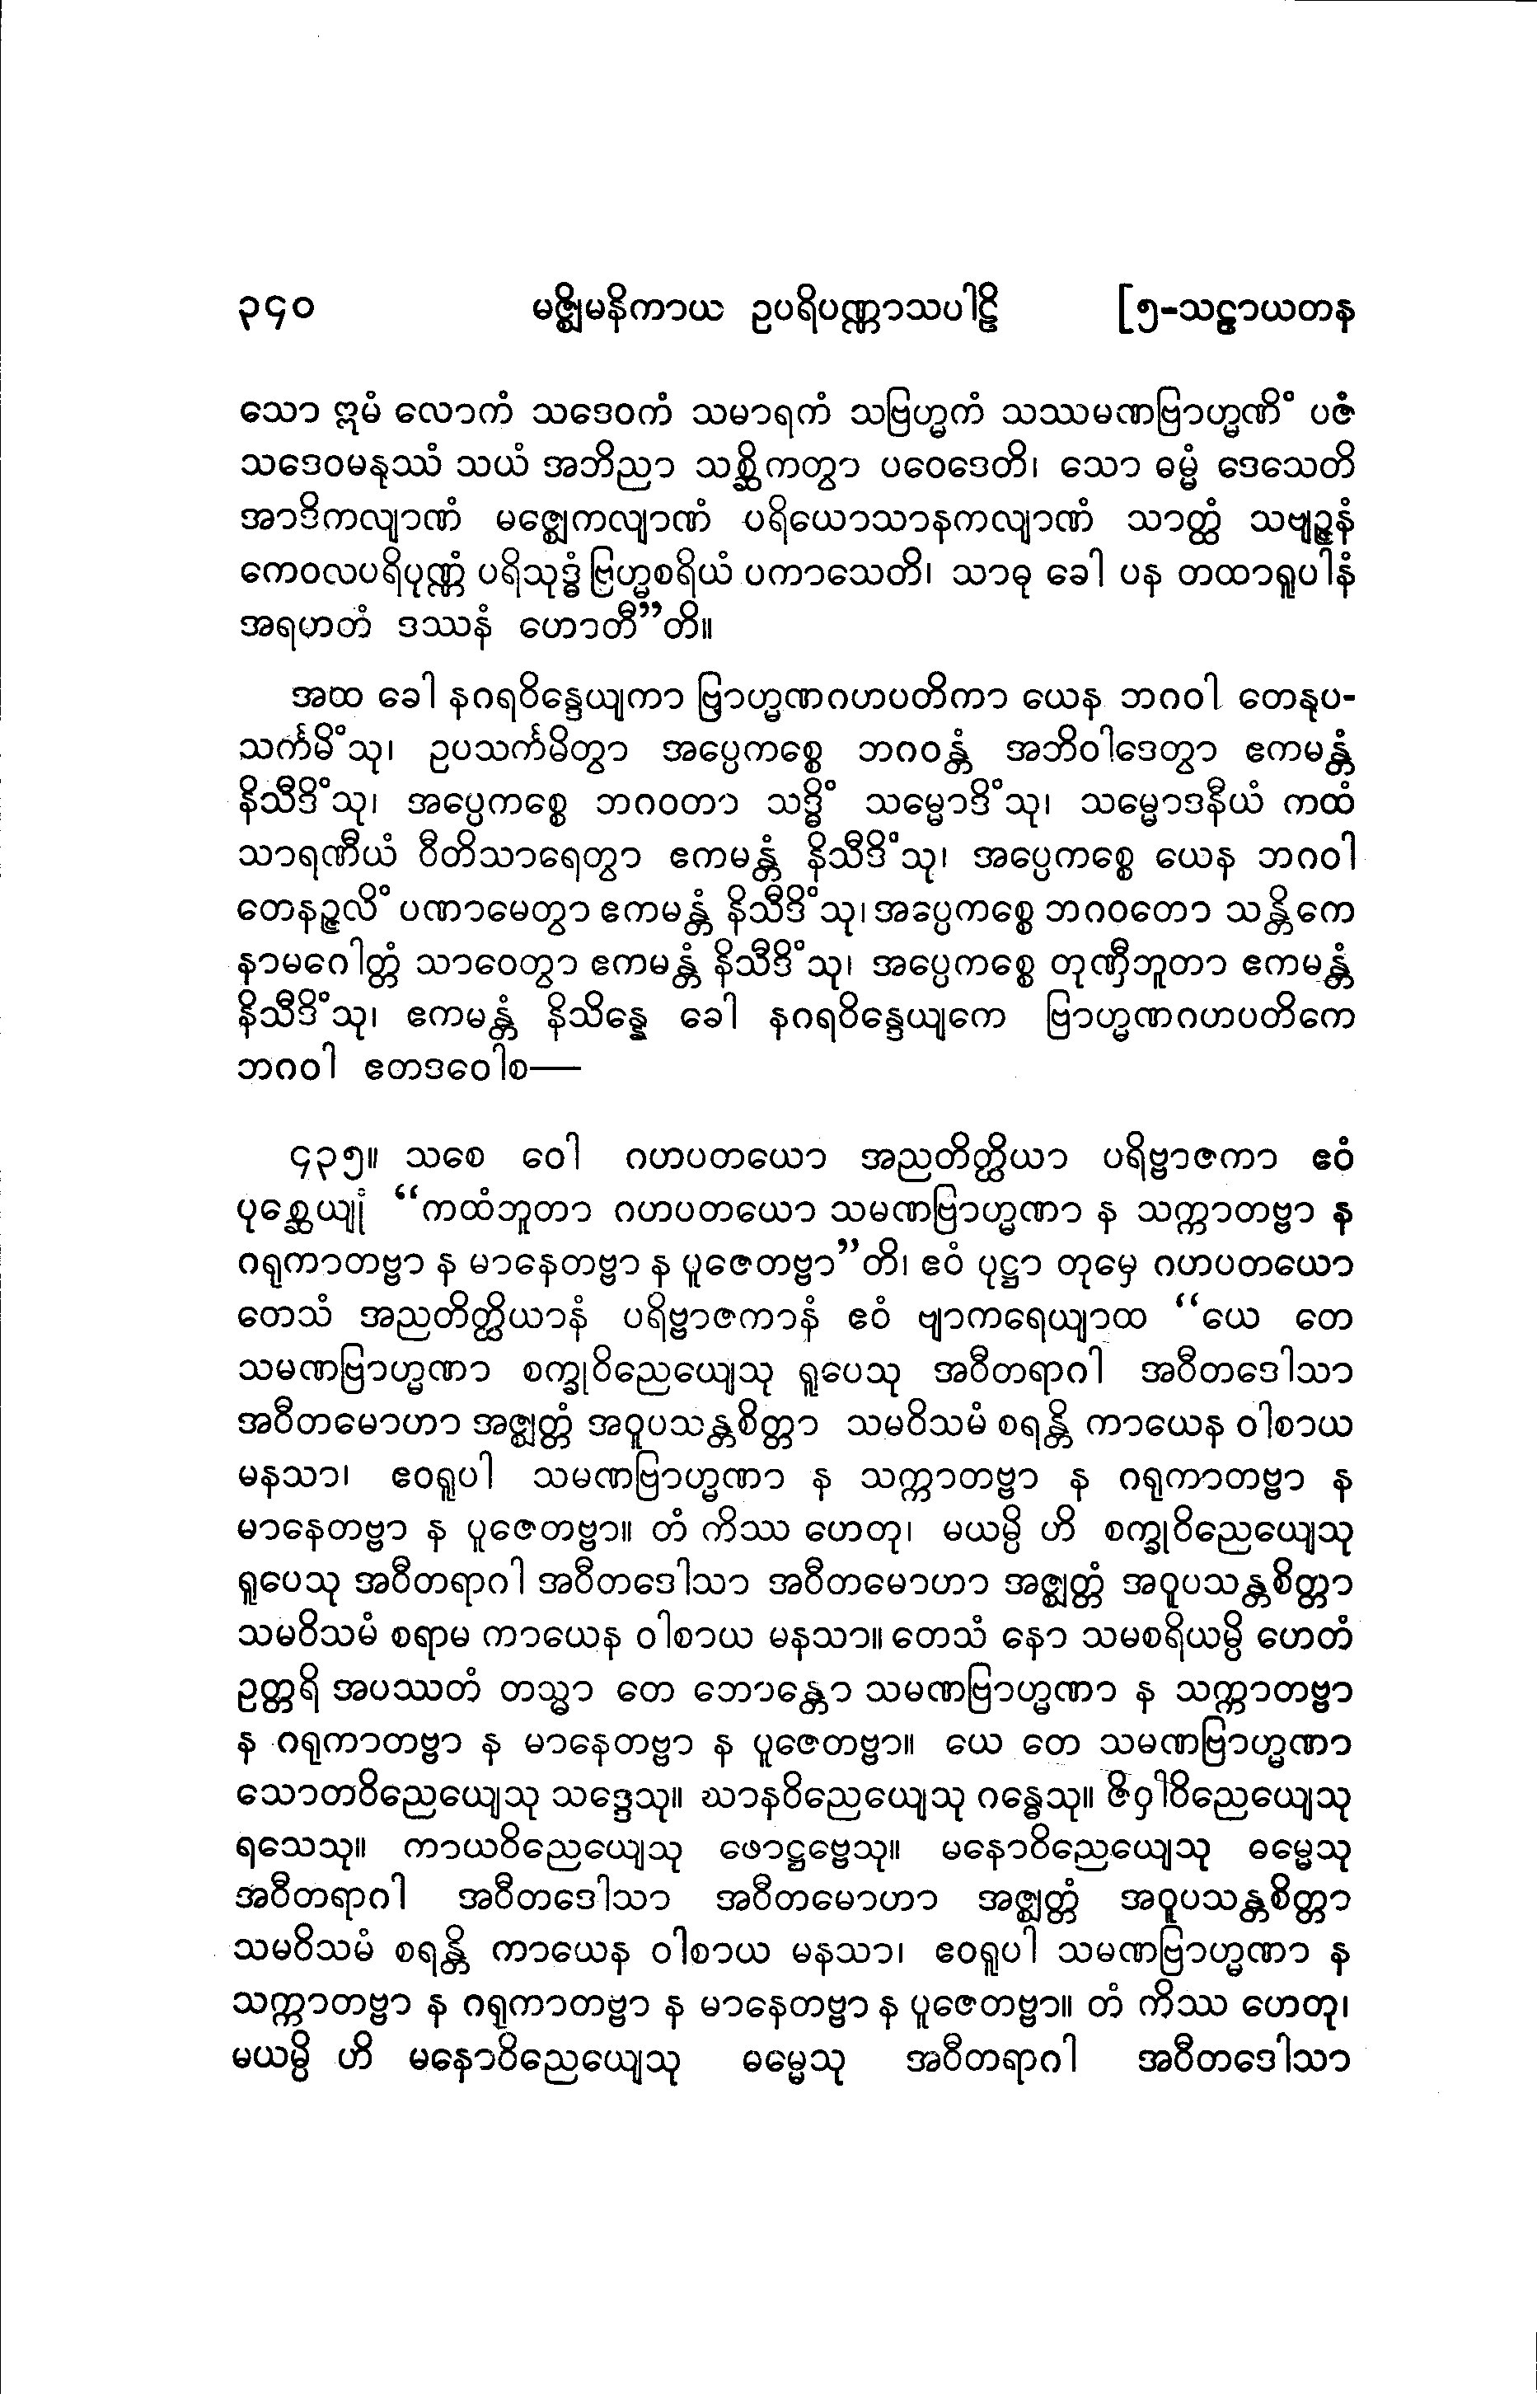 ၃၄၀ မဇ္ဈိမနိကာယ ဥပရိပဏ္ဏာသပါဠိ [၅-သဠာယတန
သော ဣမံ လောကံ သဒေဝကံ သမာရကံ သဗြဟ္မကံ သဿမဏဗြာဟ္မဏိံ ပဇံ
သဒေဝမနုဿံ သယံ အဘိညာ သစ္ဆိကတွာ ပဝေဒေတိ၊ သော ဓမ္မံ ဒေသေတိ
အာဒိကလျာဏံ မဇ္ဈေကလျာဏံ ပရိယောသာနကလျာဏံ သာတ္ထံ သဗျဉ္ဇနံ
ကေဝလပရိပုဏ္ဏံ ပရိသုဒ္ဓံ ဗြဟ္မစရိယံ ပကာသေတိ၊ သာဓု ခေါ ပန တထာရူပါနံ
အရဟတံ ဒဿနံ ဟောတီ”တိ။
အထ ခေါ နဂရဝိန္ဒေယျကာ ဗြာဟ္မဏဂဟပတိကာ ယေန ဘဂဝါ တေနုပ-
သင်္ကမိံသု၊ ဥပသင်္ကမိတွာ အပ္ပေကစ္စေ ဘဂဝန္တံ အဘိဝါဒေတွာ ဧကမန္တံ
နိသီဒိံသု၊ အပ္ပေကစ္စေ ဘဂဝတာ သဒ္ဓိံ သမ္မောဒိံသု၊ သမ္မောဒနီယံ ကထံ
သာရဏီယံ ဝီတိသာရေတွာ ဧကမန္တံ နိသီဒိံသု၊ အပ္ပေကစ္စေ ယေန ဘဂဝါ
တေနဉ္ဇလိံ ပဏာမေတွာ ဧကမန္တံ နိသီဒိံသု၊ အပ္ပေကစ္စေ ဘဂဝတော သန္တိကေ
နာမဂေါတ္တံ သာဝေတွာ ဧကမန္တံ နိသီဒိံသု၊ အပ္ပေကစ္စေ တုဏှီဘူတာ ဧကမန္တံ
နိသီဒိံသု၊ ဧကမန္တံ နိသိန္နေ ခေါ နဂရဝိန္ဒေယျကေ ဗြာဟ္မဏဂဟပတိကေ
ဘဂဝါ ဧတဒဝေါစ—
၄၃၅။ သစေ ဝေါ ဂဟပတယော အညတိတ္ထိယာ ပရိဗ္ဗာဇကာ ဧဝံ
ပုစ္ဆေယျုံ “ကထံဘူတာ ဂဟပတယော သမဏဗြာဟ္မဏာ န သက္ကာတဗ္ဗာ န
ဂရုကာတဗ္ဗာ န မာနေတဗ္ဗာ န ပူဇေတဗ္ဗာ”တိ၊ ဧဝံ ပုဋ္ဌာ တုမှေ ဂဟပတယော
တေသံ အညတိတ္ထိယာနံ ပရိဗ္ဗာဇကာနံ ဧဝံ ဗျာကရေယျာထ “ယေ တေ
သမဏဗြာဟ္မဏာ စက္ခုဝိညေယျေသု ရူပေသု အဝီတရာဂါ အဝီတဒေါသာ
အဝီတမောဟာ အဇ္ဈတ္တံ အဝူပသန္တစိတ္တာ သမဝိသမံ စရန္တိ ကာယေန ဝါစာယ
မနသာ၊ ဧဝရူပါ သမဏဗြာဟ္မဏာ န သက္ကာတဗ္ဗာ န ဂရုကာတဗ္ဗာ န
မာနေတဗ္ဗာ န ပူဇေတဗ္ဗာ။ တံ ကိဿ ဟေတု၊ မယမ္ပိ ဟိ စက္ခုဝိညေယျေသု
ရူပေသု အဝီတရာဂါ အဝီတဒေါသာ အဝီတမောဟာ အဇ္ဈတ္တံ အဝူပသန္တစိတ္တာ
သမဝိသမံ စရာမ ကာယေန ဝါစာယ မနသာ။ တေသံ နော သမစရိယမ္ပိ ဟေတံ
ဥတ္တရိ အပဿတံ တသ္မာ တေ ဘောန္တော သမဏဗြာဟ္မဏာ န သက္ကာတဗ္ဗာ
န ဂရုကာတဗ္ဗာ န မာနေတဗ္ဗာ န ပူဇေတဗ္ဗာ။ ယေ တေ သမဏဗြာဟ္မဏာ
သောတဝိညေယျေသု သဒ္ဒေသု။ ဃာနဝိညေယျေသု ဂန္ဓေသု။ ဇိဝှါဝိညေယျေသု
ရသေသု။ ကာယဝိညေယျေသု ဖောဋ္ဌဗ္ဗေသု။ မနောဝိညေယျေသု ဓမ္မေသု
အဝီတရာဂါ အဝီတဒေါသာ အဝီတမောဟာ အဇ္ဈတ္တံ အဝူပသန္တစိတ္တာ
သမဝိသမံ စရန္တိ ကာယေန ဝါစာယ မနသာ၊ ဧဝရူပါ သမဏဗြာဟ္မဏာ န
သက္ကာတဗ္ဗာ န ဂရုကာတဗ္ဗာ န မာနေတဗ္ဗာ န ပူဇေတဗ္ဗာ။ တံ ကိဿ ဟေတု၊
မယမ္ပိ ဟိ မနောဝိညေယျေသု ဓမ္မေသု အဝီတရာဂါ အဝီတဒေါသာ